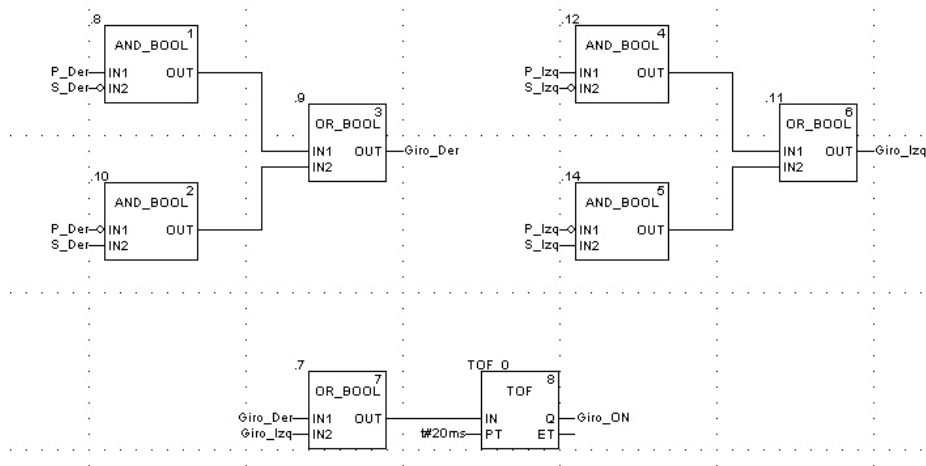 .8
1
AND_BOOL
P_Der IN1 OUT
S_Der IN2
.9
3
OR_BOOL
IN1 OUT Giro_Der
IN2
.10
2
AND_BOOL
P_Der IN1 OUT
S_Der IN2
.12
4
AND_BOOL
P_Izq IN1 OUT
S_Izq IN2
.11
6
OR_BOOL
IN1 OUT Giro_Izq
IN2
.14
5
AND_BOOL
P_Izq IN1 OUT
S_Izq IN2
.7
7
OR_BOOL
Giro_Der IN1 OUT
Giro_Izq IN2
TOF_0
8
TOF
IN Q Giro_ON
t#20ms PT ET